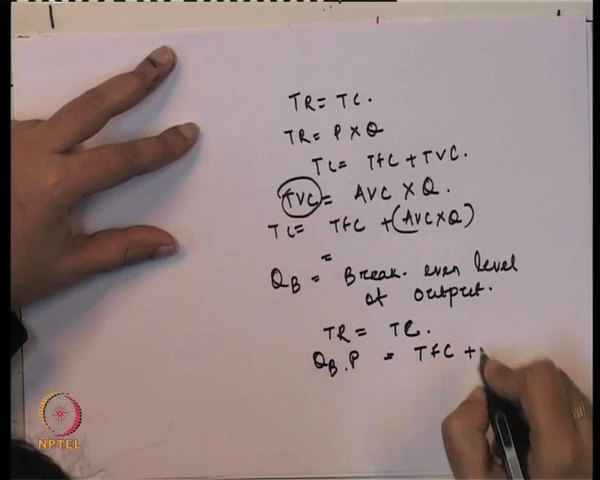 TR = TC.
TR = P X Q
TC = TFC + TVC.
TVC = AVC X Q.
TC = TFC + (AVC X Q)
=
QB = Break-even level
of output.
TR = TC.
QB.P = TFC +
NPTEL